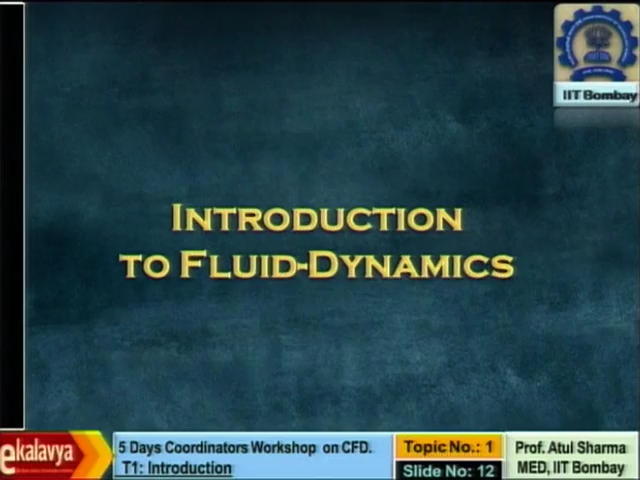 IIT Bombay
INTRODUCTION
TO FLUID-DYNAMICS
ekalavya
5 Days Coordinators Workshop on CFD.
T1: Introduction
Topic No.: 1
Slide No: 12
Prof. Atul Sharma
MED, IIT Bombay